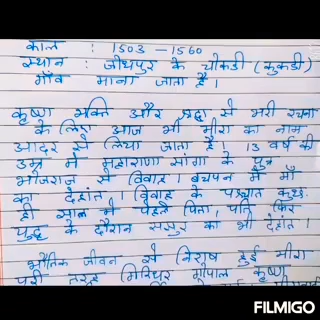 काल : 1503 – 1560
स्थान : जोधपुर के चोकडी (कुकडी)
गाँव माना जाता है।
कृष्ण भक्ति और श्रद्धा से भरी रचना
के लिए आज भी मीरा का नाम
आदर से लिया जाता है। 13 वर्ष की
उम्र में महाराणा सांगा के पुत्र
भोजराज से विवाह। बचपन में माँ
का देहांत। विवाह के पश्चात कुछ
ही साल में पहले पिता, पति फिर
युद्ध के दौरान ससुर का भी देहांत।
भौतिक जीवन से निराश हुई मीरा
पूरी तरह गिरिधर गोपाल कृष्ण
FILMIGO